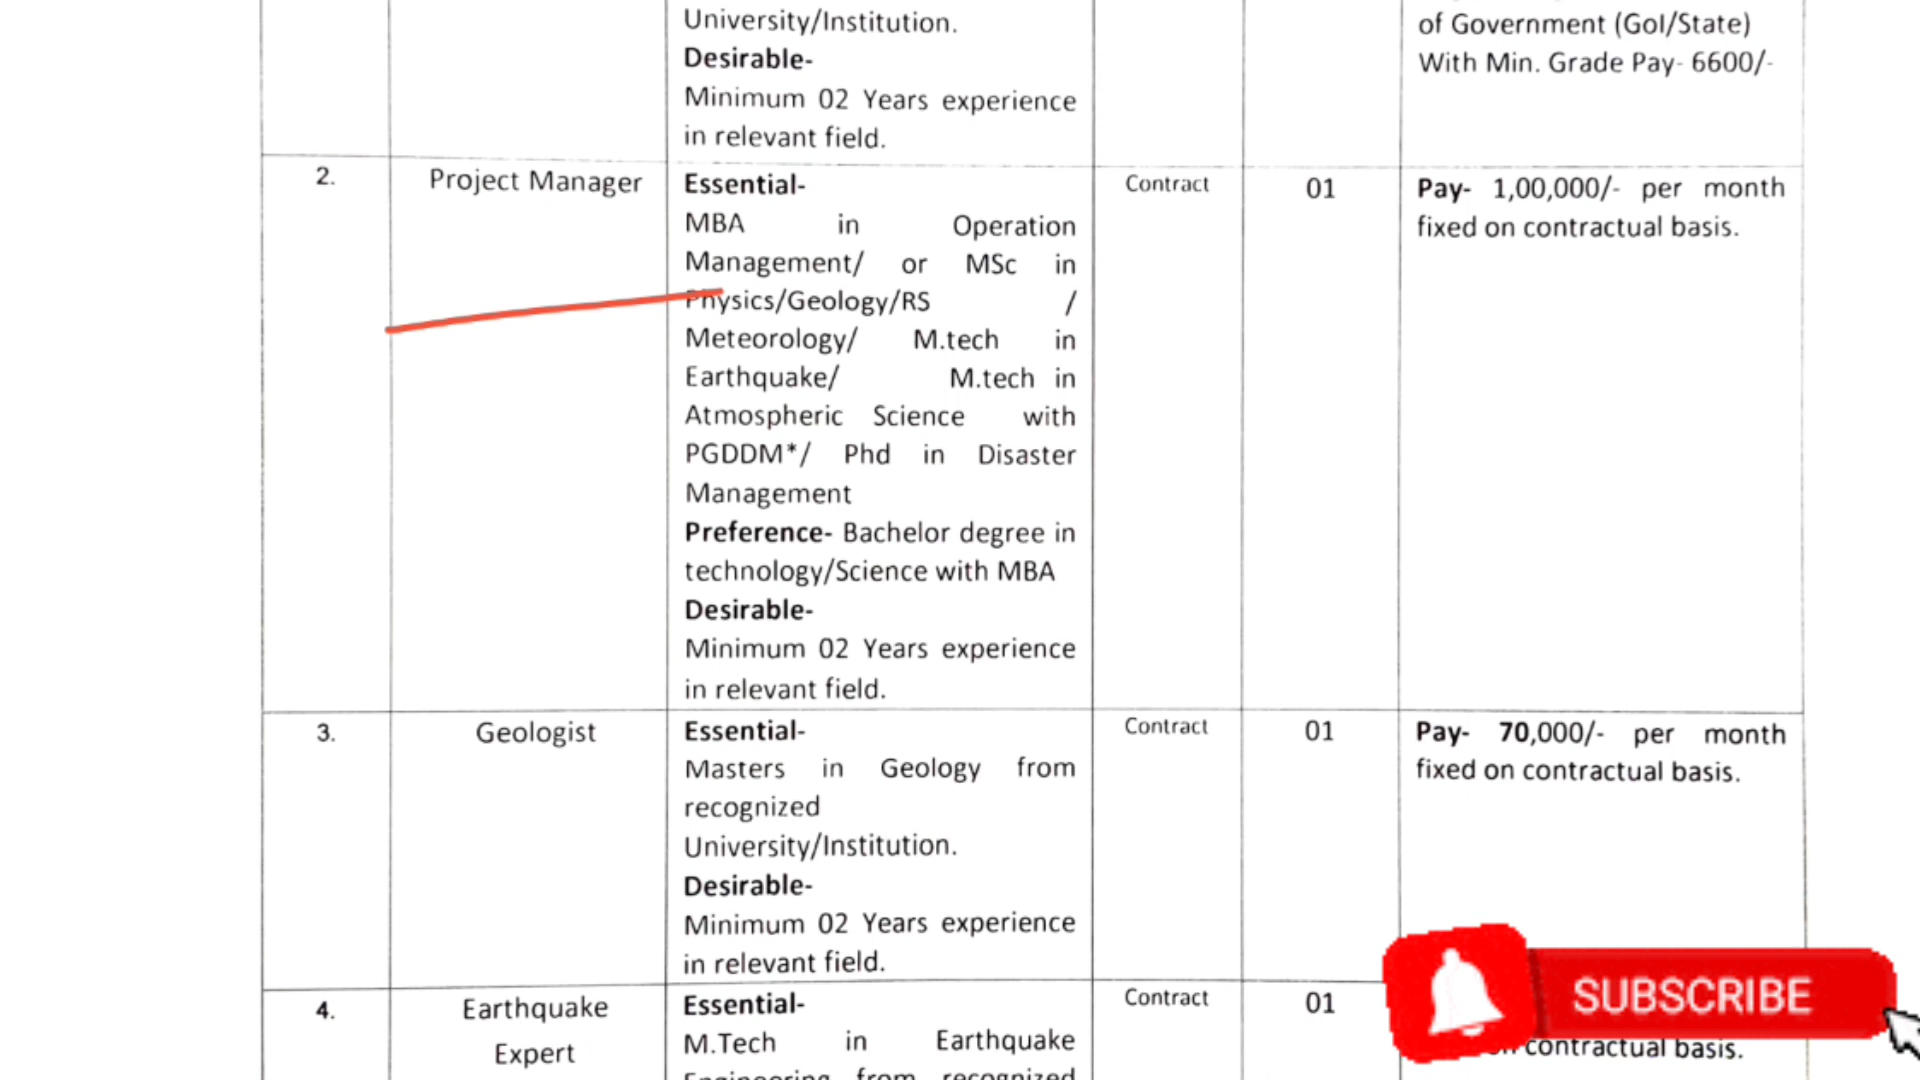 University/Institution.
Desirable-
Minimum 02 Years experience
in relevant field.
of Government (GoI/State)
With Min. Grade Pay- 6600/-
2.
Project Manager
Essential-
MBA in Operation
Management/ or MSc in
Physics/Geology/RS /
Meteorology/ M.tech in
Earthquake/ M.tech in
Atmospheric Science with
PGDDM*/ Phd in Disaster
Management
Preference- Bachelor degree in
technology/Science with MBA
Desirable-
Minimum 02 Years experience
in relevant field.
Contract
01
Pay- 1,00,000/- per month
fixed on contractual basis.
3.
Geologist
Essential-
Masters in Geology from
recognized
University/Institution.
Desirable-
Minimum 02 Years experience
in relevant field.
Contract
01
Pay- 70,000/- per month
fixed on contractual basis.
4.
Earthquake
Expert
Essential-
M.Tech in Earthquake
Engineering from recognized
Contract
01
contractual basis.
SUBSCRIBE